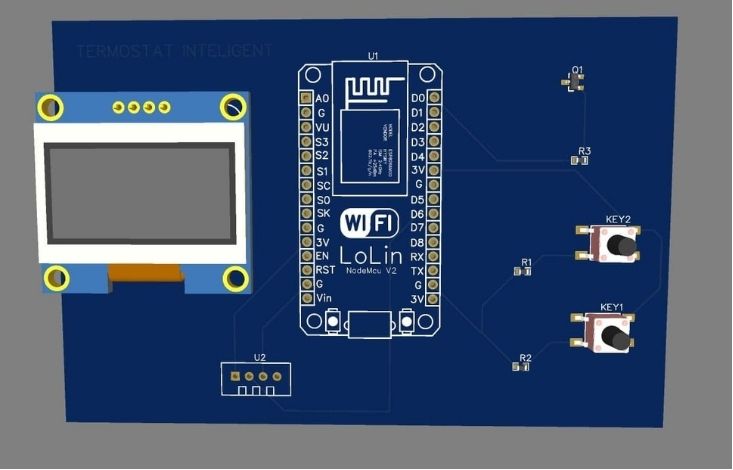 TERMOSTAT INTELIGENT
U1
Q1
A0
G
VU
S3
S2
S1
SC
S0
SK
G
3V
EN
RST
G
Vin
D0
D1
D2
D3
D4
3V
G
D5
D6
D7
D8
RX
TX
G
3V
WIFI
LoLin
NodeMcu V2
R3
KEY2
R1
KEY1
R2
U2